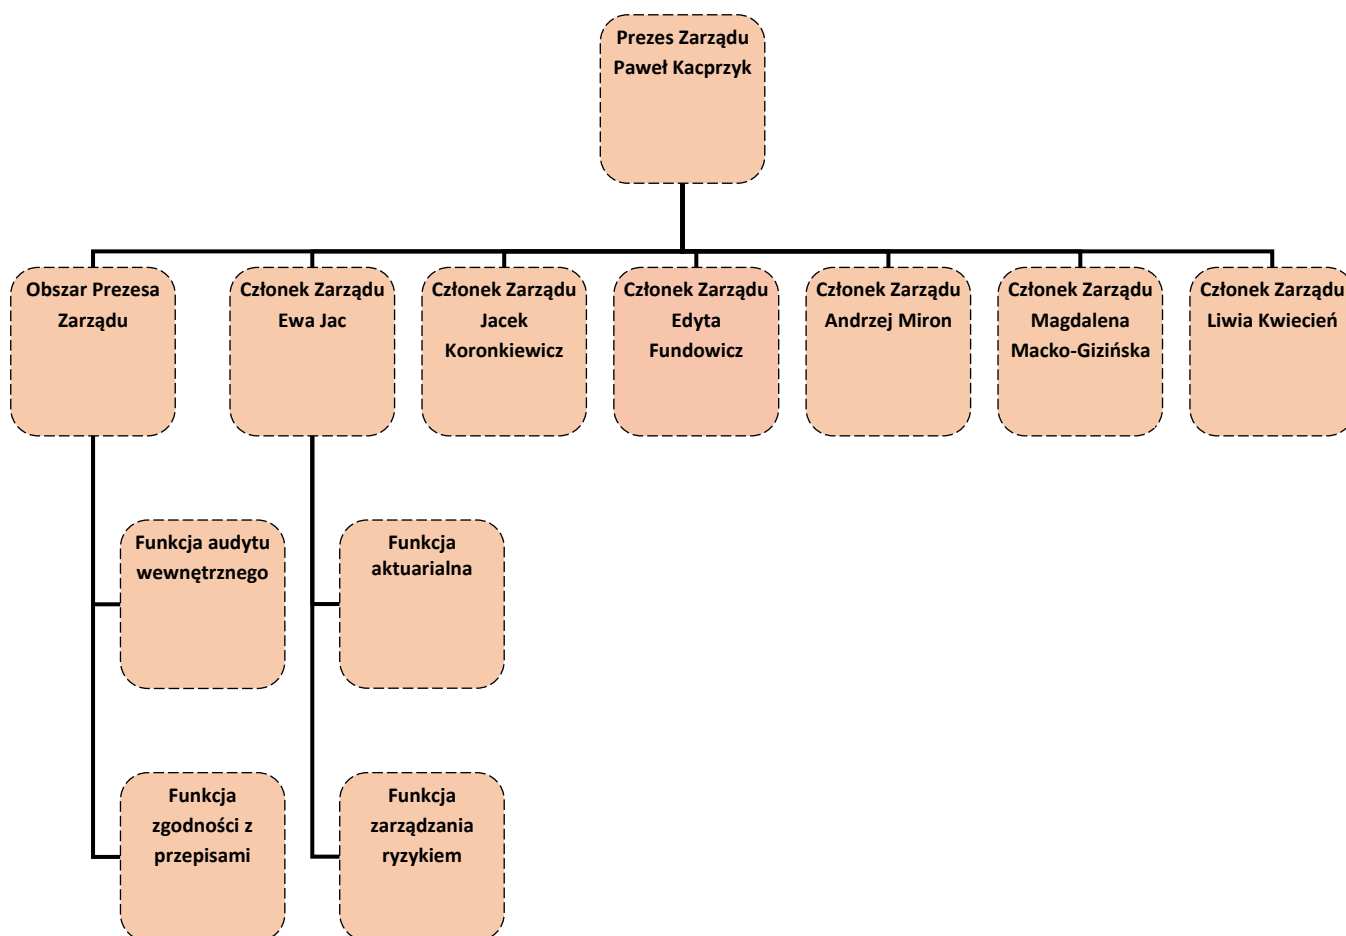 Prezes Zarządu
Paweł Kacprzyk
Obszar Prezesa
Zarządu
Członek Zarządu
Ewa Jac
Członek Zarządu
Jacek
Koronkiewicz
Członek Zarządu
Edyta
Fundowicz
Członek Zarządu
Andrzej Miron
Członek Zarządu
Magdalena
Macko-Gizińska
Członek Zarządu
Liwia Kwiecień
Funkcja audytu
wewnętrznego
Funkcja
aktuarialna
Funkcja
zgodności z
przepisami
Funkcja
zarządzania
ryzykiem